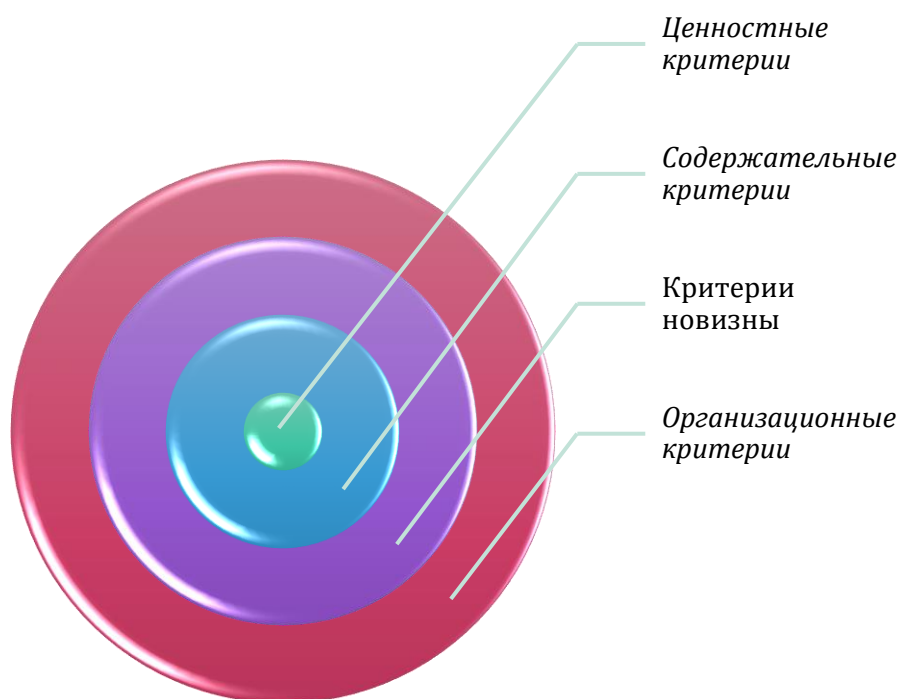 Ценностные
критерии
Содержательные
критерии
Критерии
новизны
Организационные
критерии